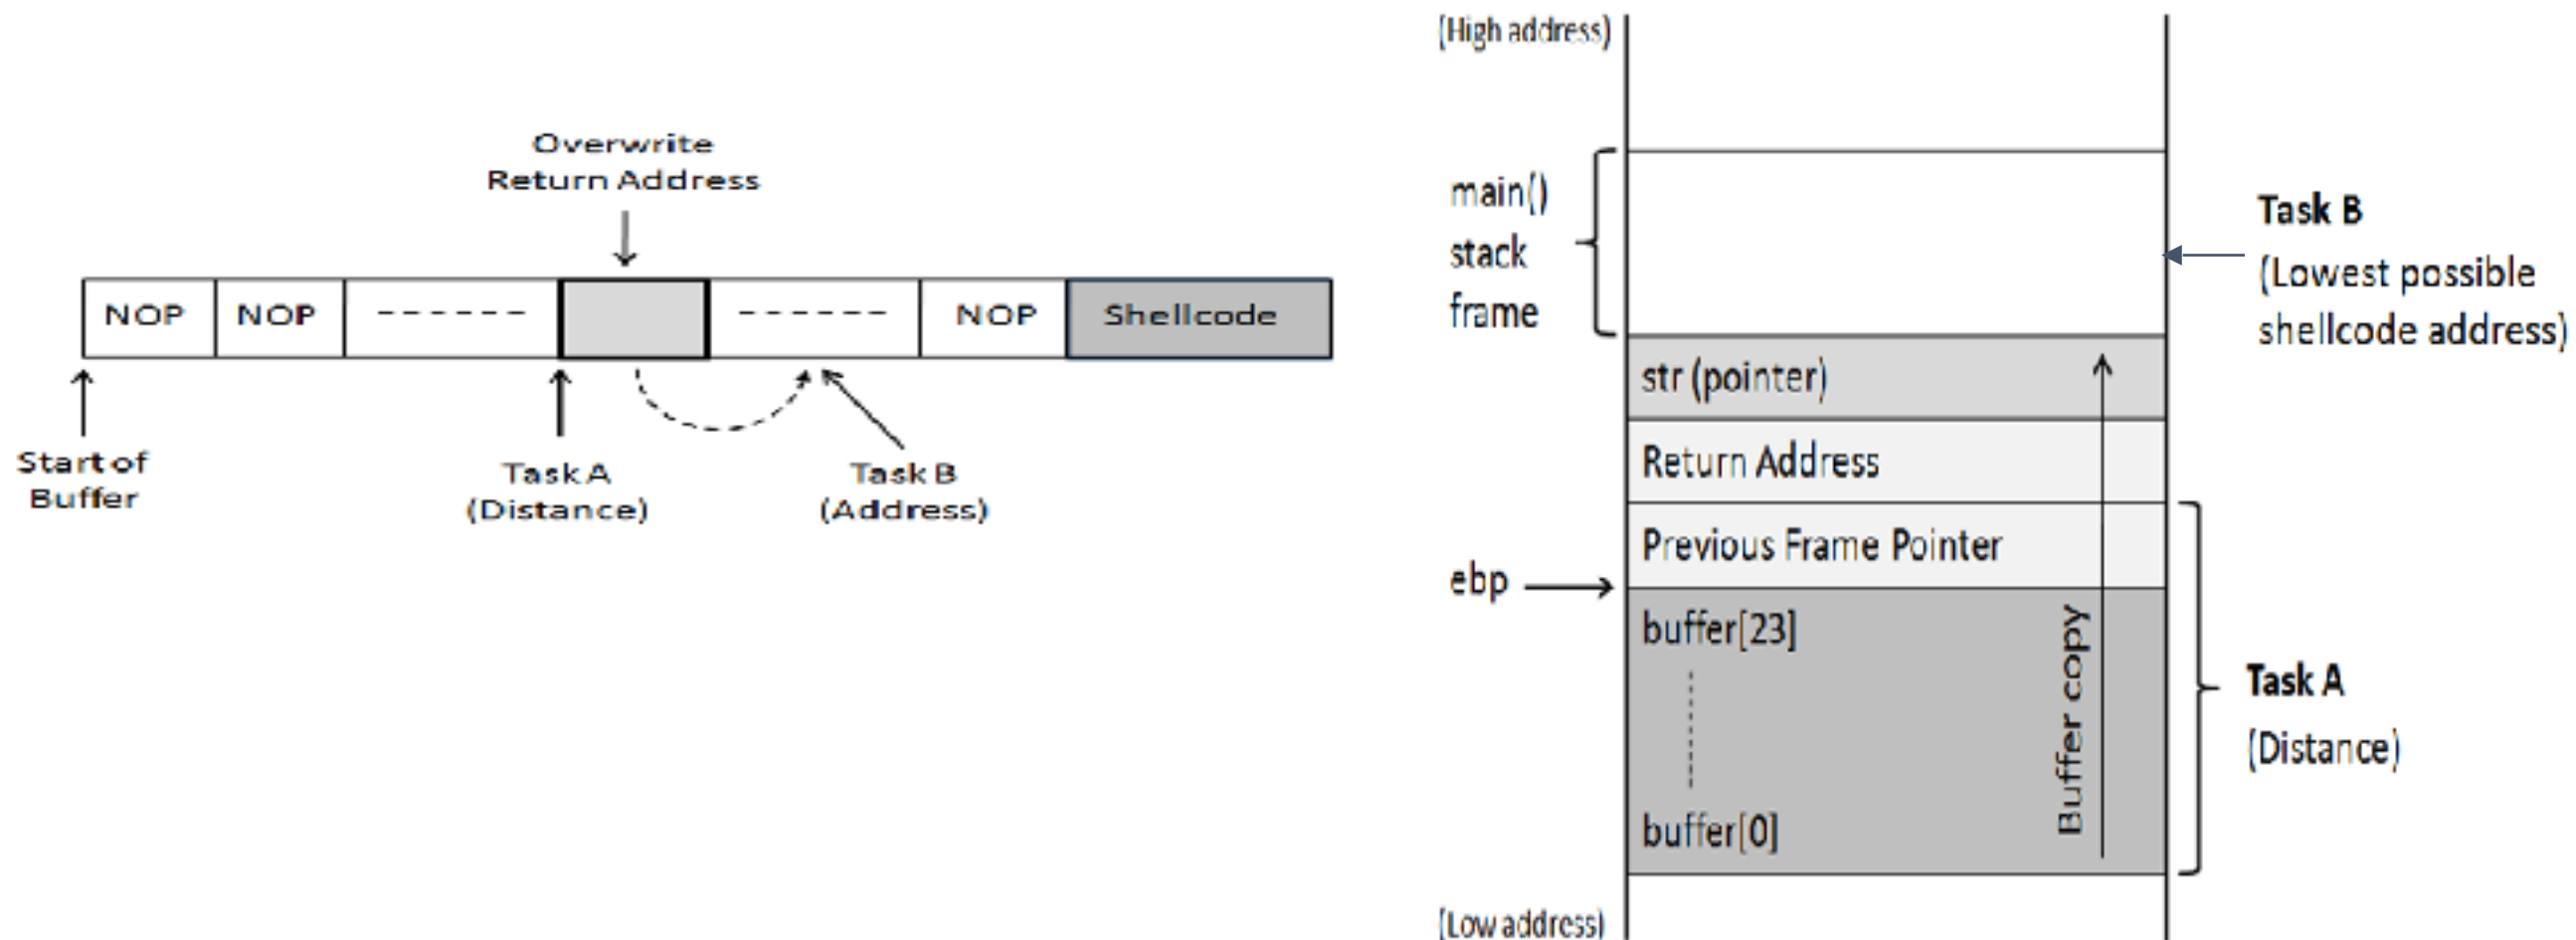 Overwrite
Return Address
NOP
NOP
NOP
Shellcode
Start of
Buffer
Task A
(Distance)
Task B
(Address)
(High address)
main()
stack
frame
Task B
(Lowest possible
shellcode address)
str (pointer)
Return Address
Previous Frame Pointer
ebp
buffer[23]
Buffer copy
Task A
(Distance)
buffer[0]
(Low address)